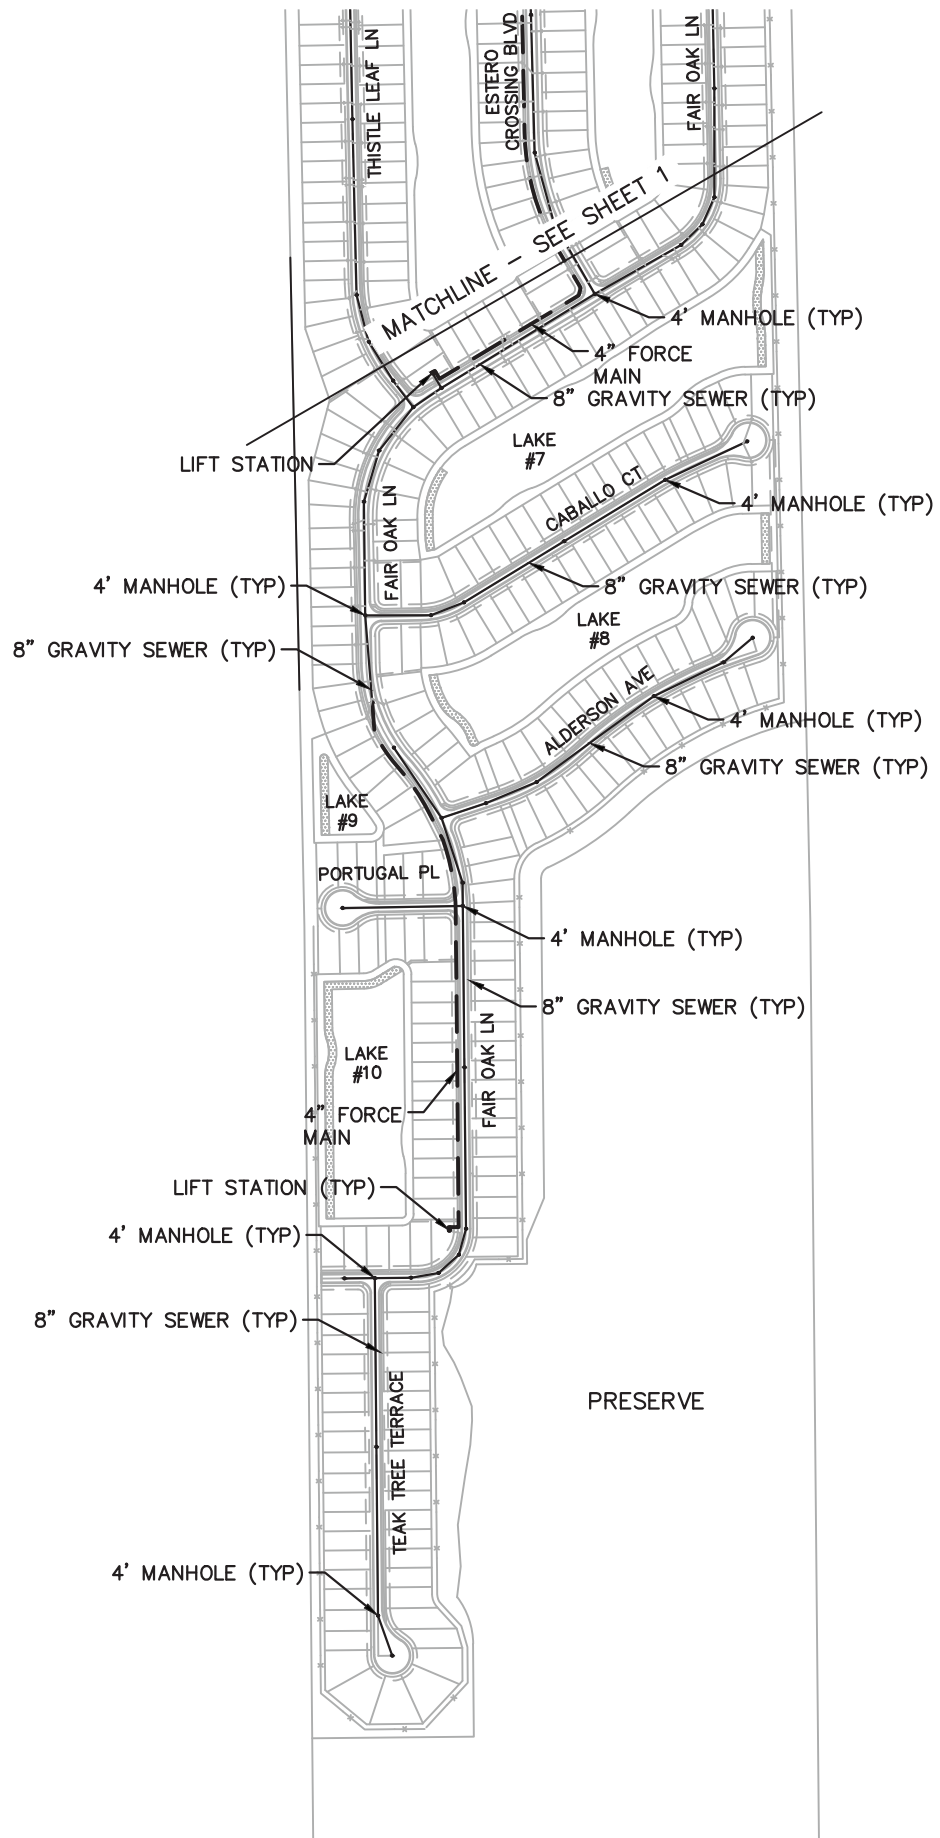 THISTLE LEAF LN
ESTERO
CROSSING BLVD
FAIR OAK LN
MATCHLINE - SEE SHEET 1
4' MANHOLE (TYP)
4" FORCE
MAIN
8" GRAVITY SEWER (TYP)
LAKE
#7
LIFT STATION
CABALLO CT
4' MANHOLE (TYP)
FAIR OAK LN
4' MANHOLE (TYP)
8" GRAVITY SEWER (TYP)
LAKE
#8
8" GRAVITY SEWER (TYP)
ALDERSON AVE
4' MANHOLE (TYP)
8" GRAVITY SEWER (TYP)
LAKE
#9
PORTUGAL PL
4' MANHOLE (TYP)
8" GRAVITY SEWER (TYP)
FAIR OAK LN
LAKE
#10
4" FORCE
MAIN
LIFT STATION (TYP)
4' MANHOLE (TYP)
8" GRAVITY SEWER (TYP)
PRESERVE
TEAK TREE TERRACE
4' MANHOLE (TYP)